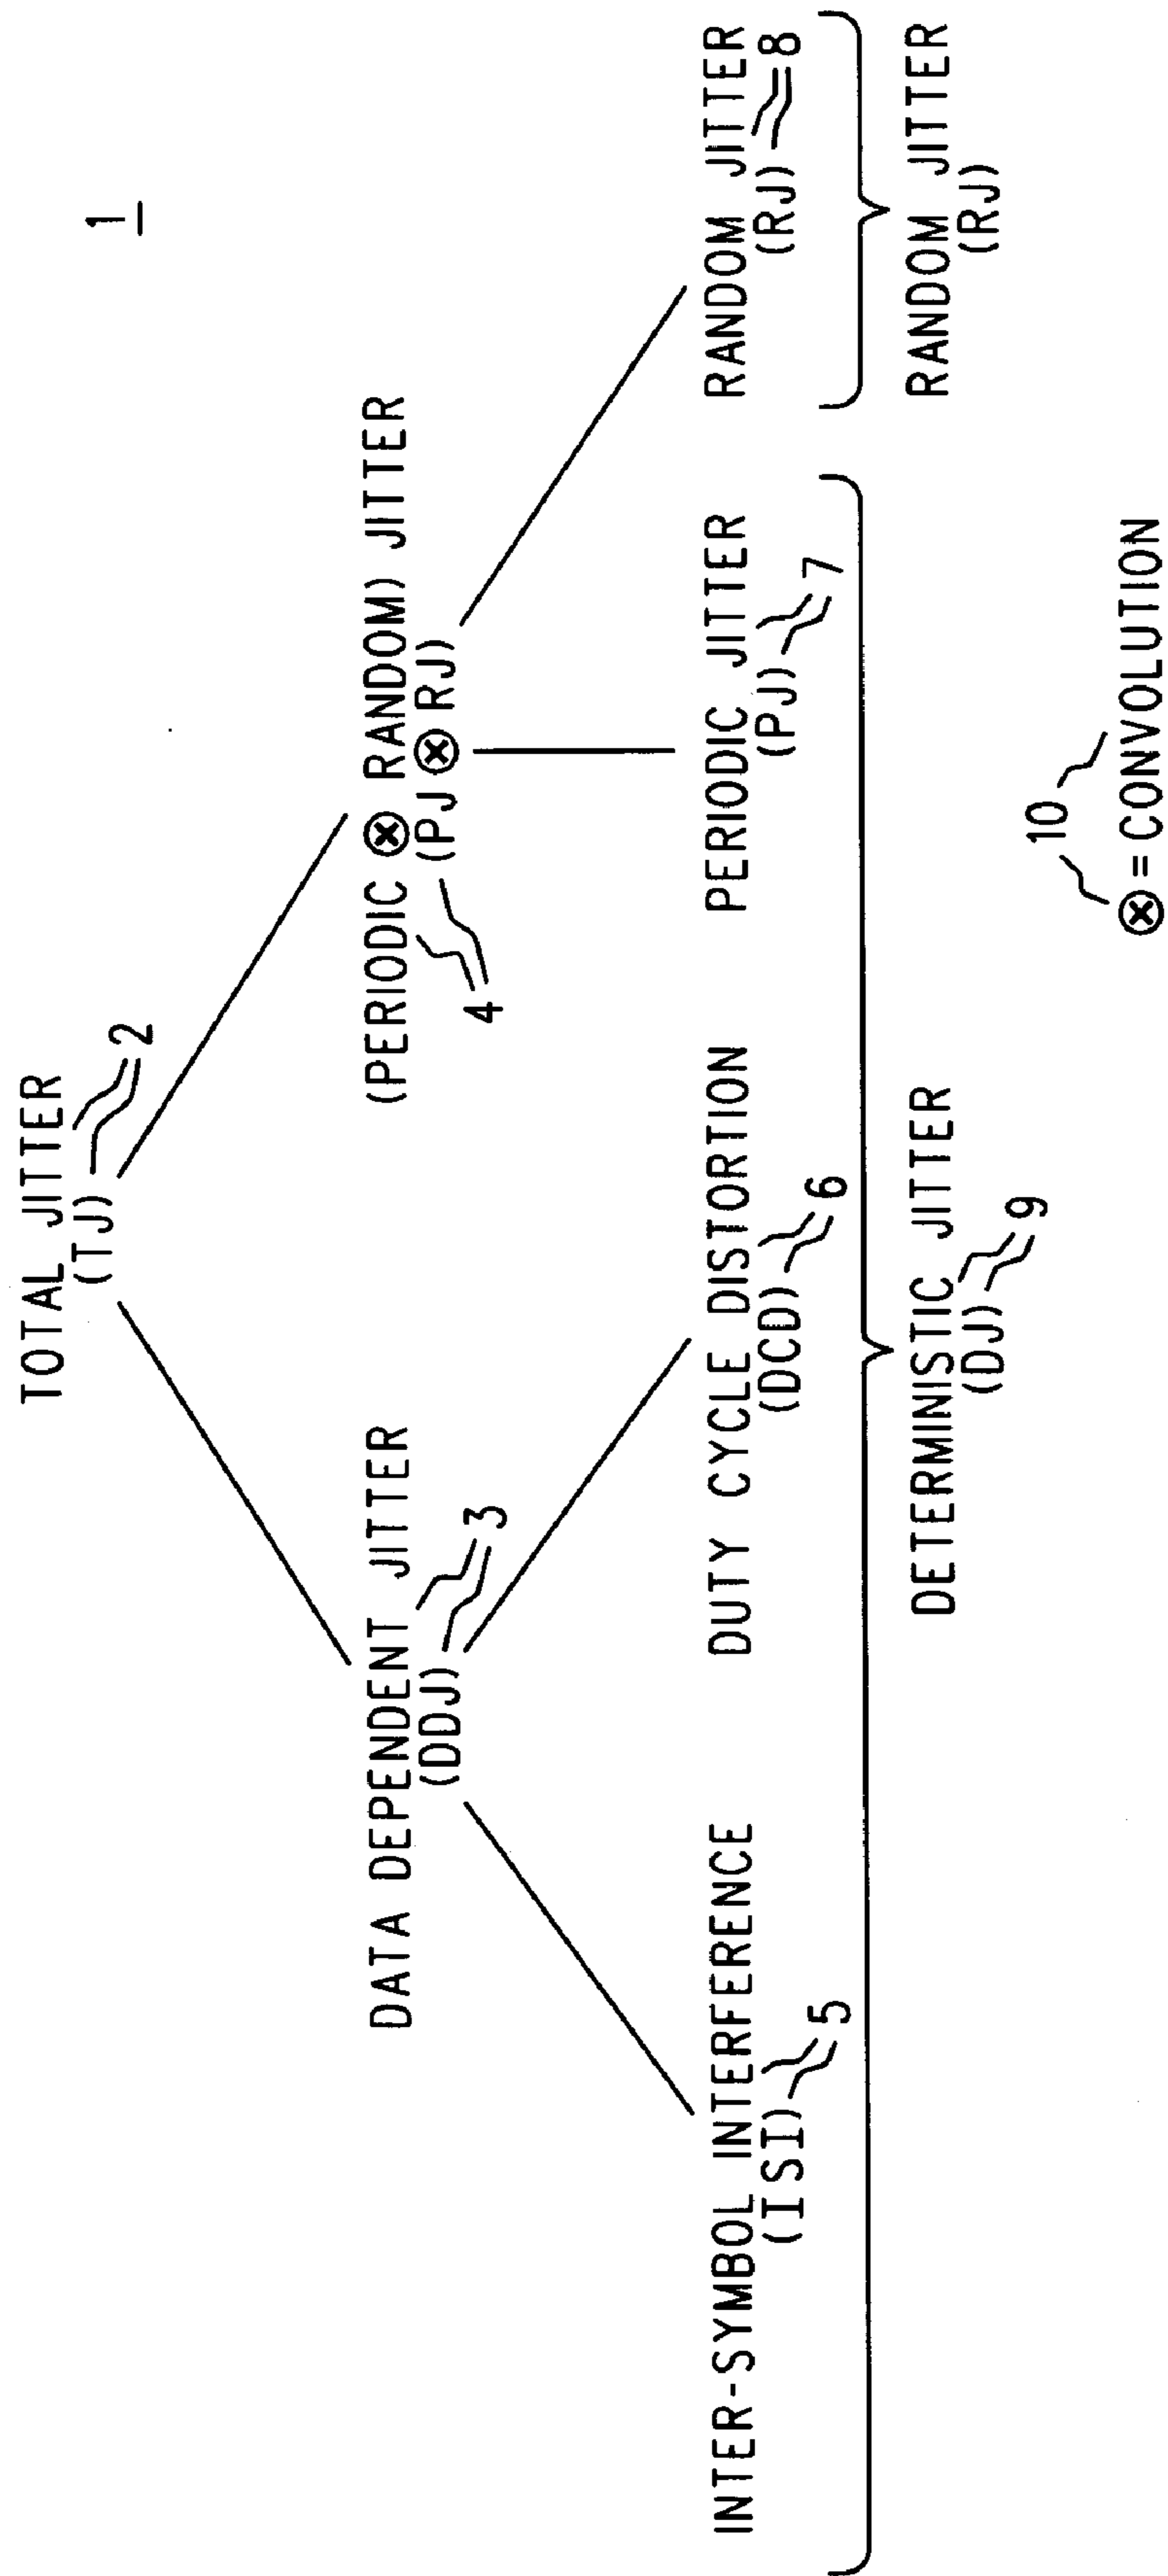 1
TOTAL JITTER
(TJ) 2
DATA DEPENDENT JITTER
(DDJ) 3
(PERIODIC ⊗ RANDOM) JITTER
(PJ ⊗ RJ)
4
INTER-SYMBOL INTERFERENCE
(ISI) 5
DUTY CYCLE DISTORTION
(DCD) 6
PERIODIC JITTER
(PJ) 7
RANDOM JITTER
(RJ) 8
DETERMINISTIC JITTER
(DJ) 9
RANDOM JITTER
(RJ)
10
⊗ = CONVOLUTION